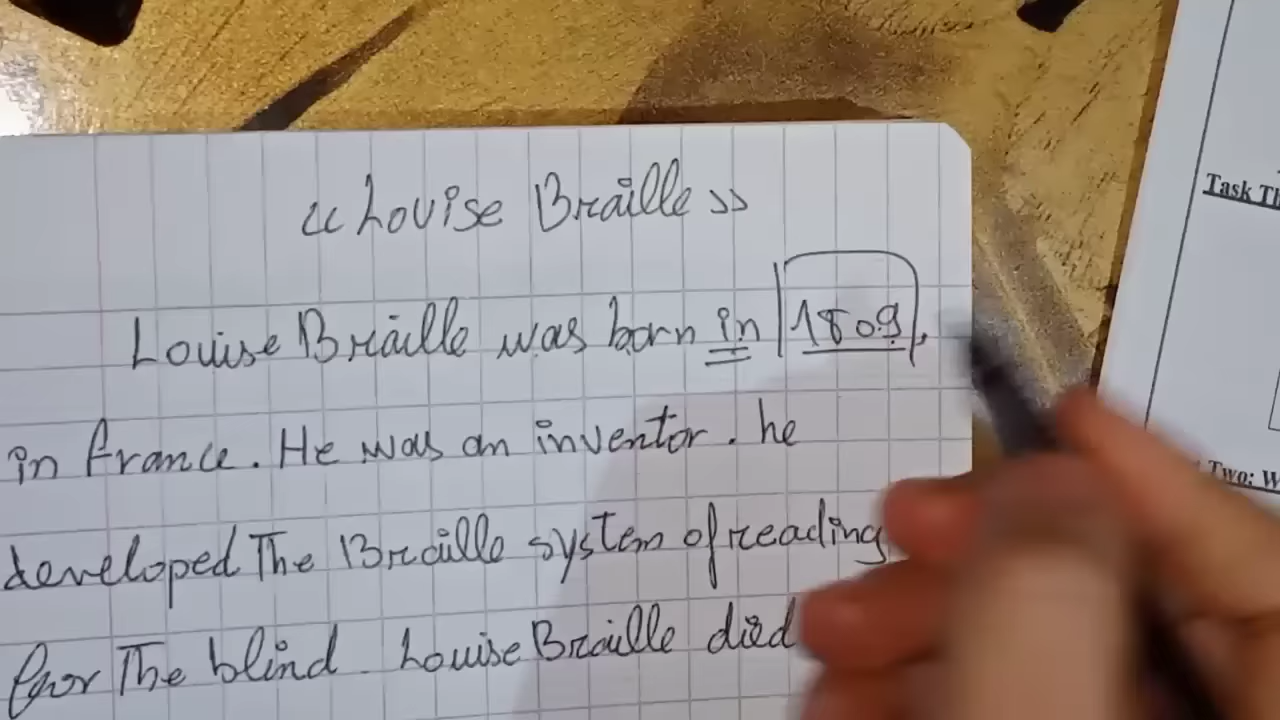 « Louise Braille »
Louise Braille was born in 1809.
in france. He was an inventor. he
developed The Braille system of reading
for The blind. Louise Braille died
Task Th
Two: W